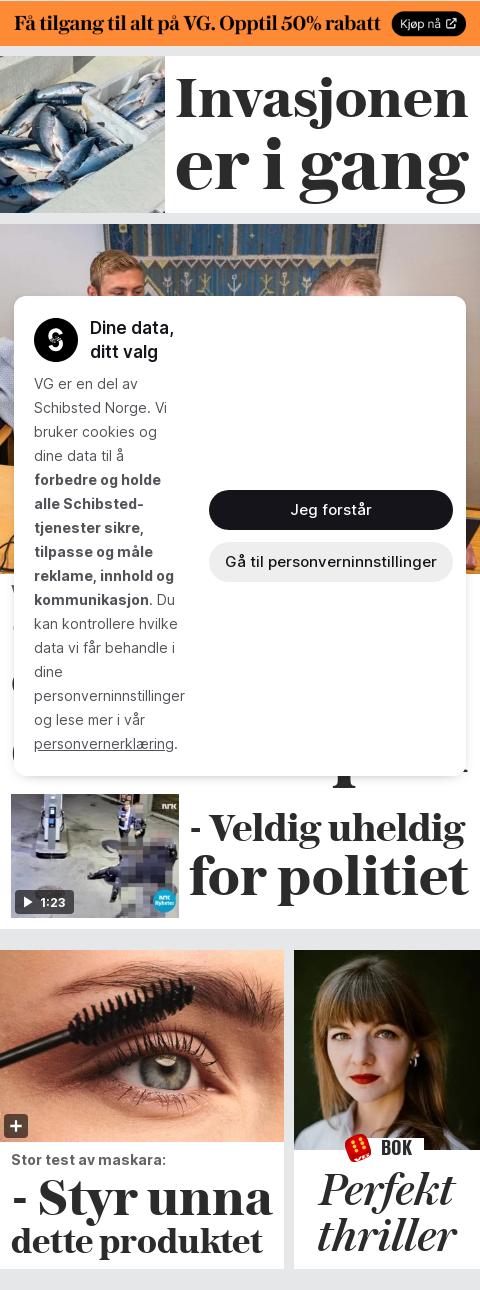 Få tilgang til alt på VG. Opptil 50% rabatt
Kjøp nå
Invasjonen
er i gang
Dine data,
ditt valg
VG er en del av
Schibsted Norge. Vi
bruker cookies og
dine data til å
forbedre og holde
alle Schibsted-
tjenester sikre,
tilpasse og måle
reklame, innhold og
kommunikasjon. Du
kan kontrollere hvilke
data vi får behandle i
dine
personverninnstillinger
og lese mer i vår
personvernerklæring.
Jeg forstår
Gå til personverninnstillinger
NRK
NRK
Nyheter
1:23
- Veldig uheldig
for politiet
Stor test av maskara:
- Styr unna
dette produktet
BOK
Perfekt
thriller